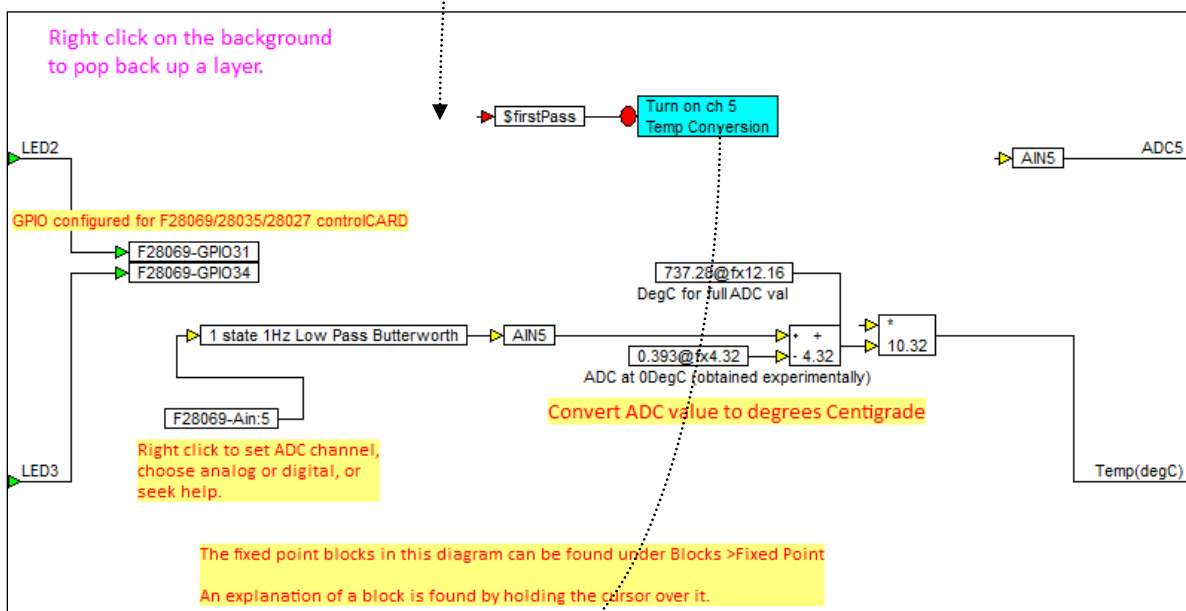 Right click on the background
to pop back up a layer.
$firstPass
Turn on ch 5
Temp Conversion
LED2
AIN5
ADC5
GPIO configured for F28069/28035/28027 controlCARD
F28069-GPIO31
F28069-GPIO34
737.28@fx12.16
DegC for full ADC val
1 state 1Hz Low Pass Butterworth
AIN5
+ +
- 4.32
*
10.32
0.393@fx4.32
ADC at 0DegC (obtained experimentally)
F28069-Ain:5
Convert ADC value to degrees Centigrade
Right click to set ADC channel,
choose analog or digital, or
seek help.
LED3
Temp(degC)
The fixed point blocks in this diagram can be found under Blocks >Fixed Point
An explanation of a block is found by holding the cursor over it.